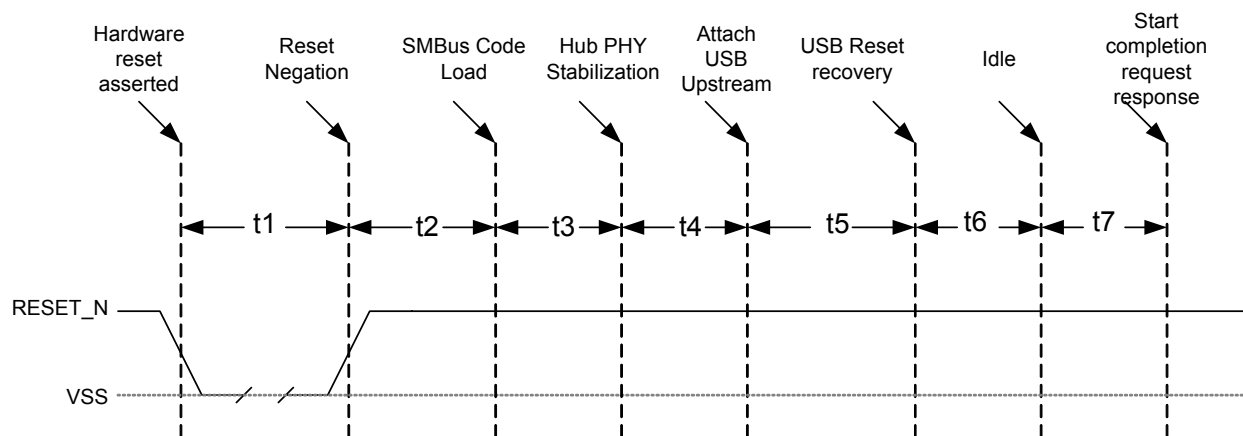 Hardware
reset
asserted
Reset
Negation
SMBus Code
Load
Hub PHY
Stabilization
Attach
USB
Upstream
USB Reset
recovery
Idle
Start
completion
request
response
t1
t2
t3
t4
t5
t6
t7
RESET_N
VSS